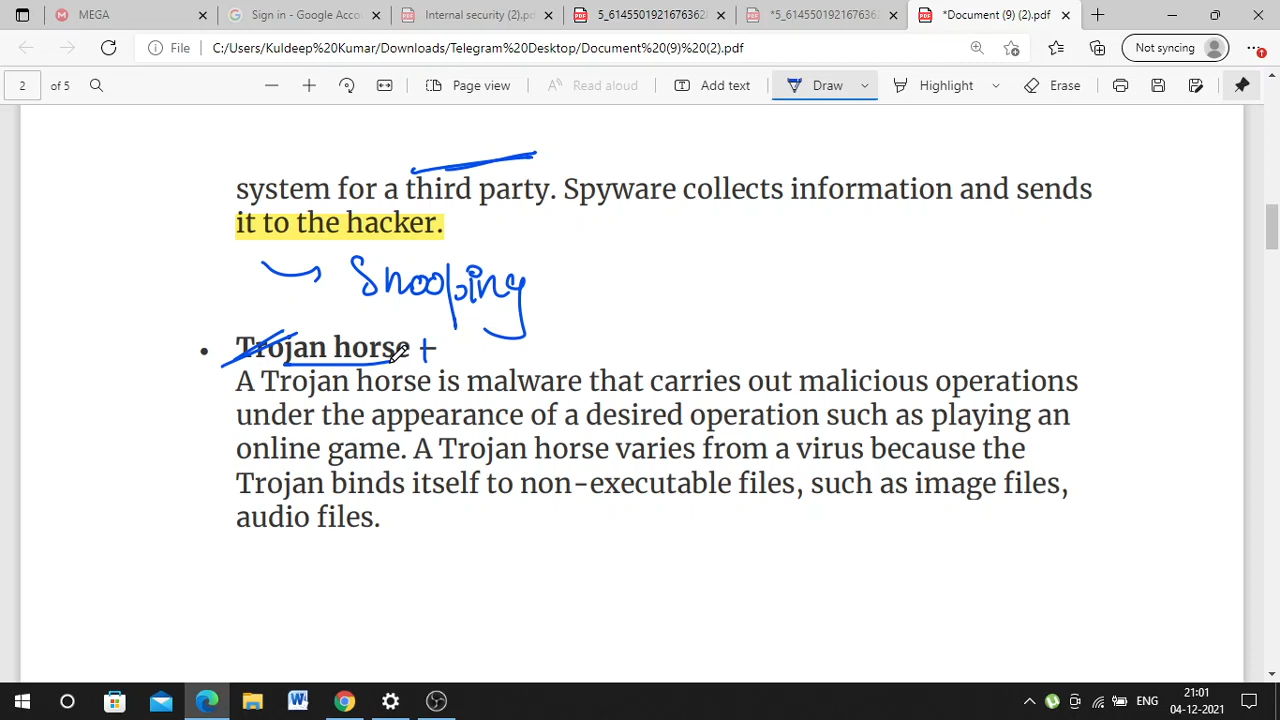 MEGA
Sign in - Google Acco
Internal security (2).pd
5_6145501921676362
*5_614550192167636
*Document (9) (2).pdf
File
C:/Users/Kuldeep%20Kumar/Downloads/Telegram%20Desktop/Document%20(9)%20(2).pdf
Not syncing
2
of 5
Page view
Read aloud
Add text
Draw
Highlight
Erase
system for a third party. Spyware collects information and sends
it to the hacker.
Snooping
• Trojan horse –
A Trojan horse is malware that carries out malicious operations
under the appearance of a desired operation such as playing an
online game. A Trojan horse varies from a virus because the
Trojan binds itself to non-executable files, such as image files,
audio files.
ENG
21:01
04-12-2021